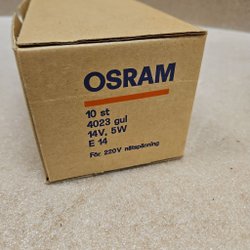 OSRAM
10 st
4023 gul
14V, 5W
E 14
För 220V nätspänning